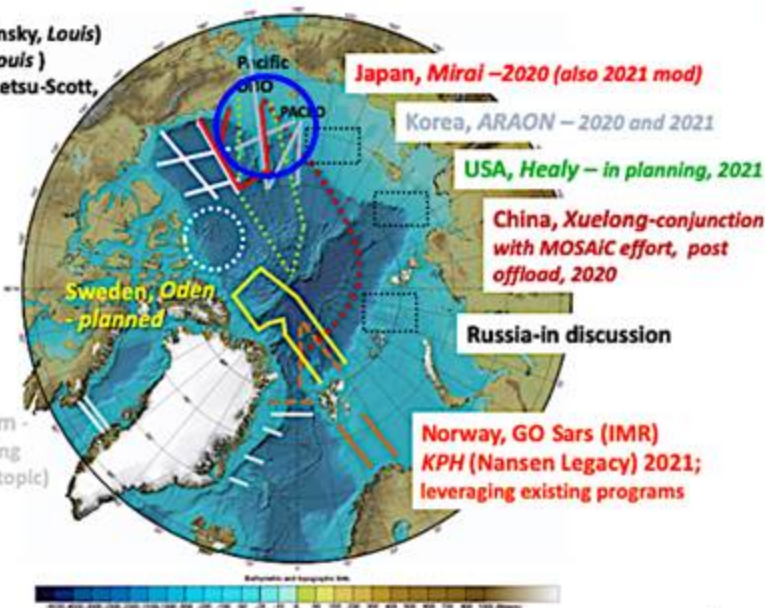 nsky, Louis)
ouis )
etsu-Scott,
Pacific
PACEO
Japan, Mirai –2020 (also 2021 mod)
Korea, ARAON – 2020 and 2021
USA, Healy – in planning, 2021
China, Xuelong-conjunction
with MOSAiC effort, post
offload, 2020
Sweden, Oden
- planned
Russia-in discussion
m -
ng
topic)
Norway, GO Sars (IMR)
KPH (Nansen Legacy) 2021;
leveraging existing programs